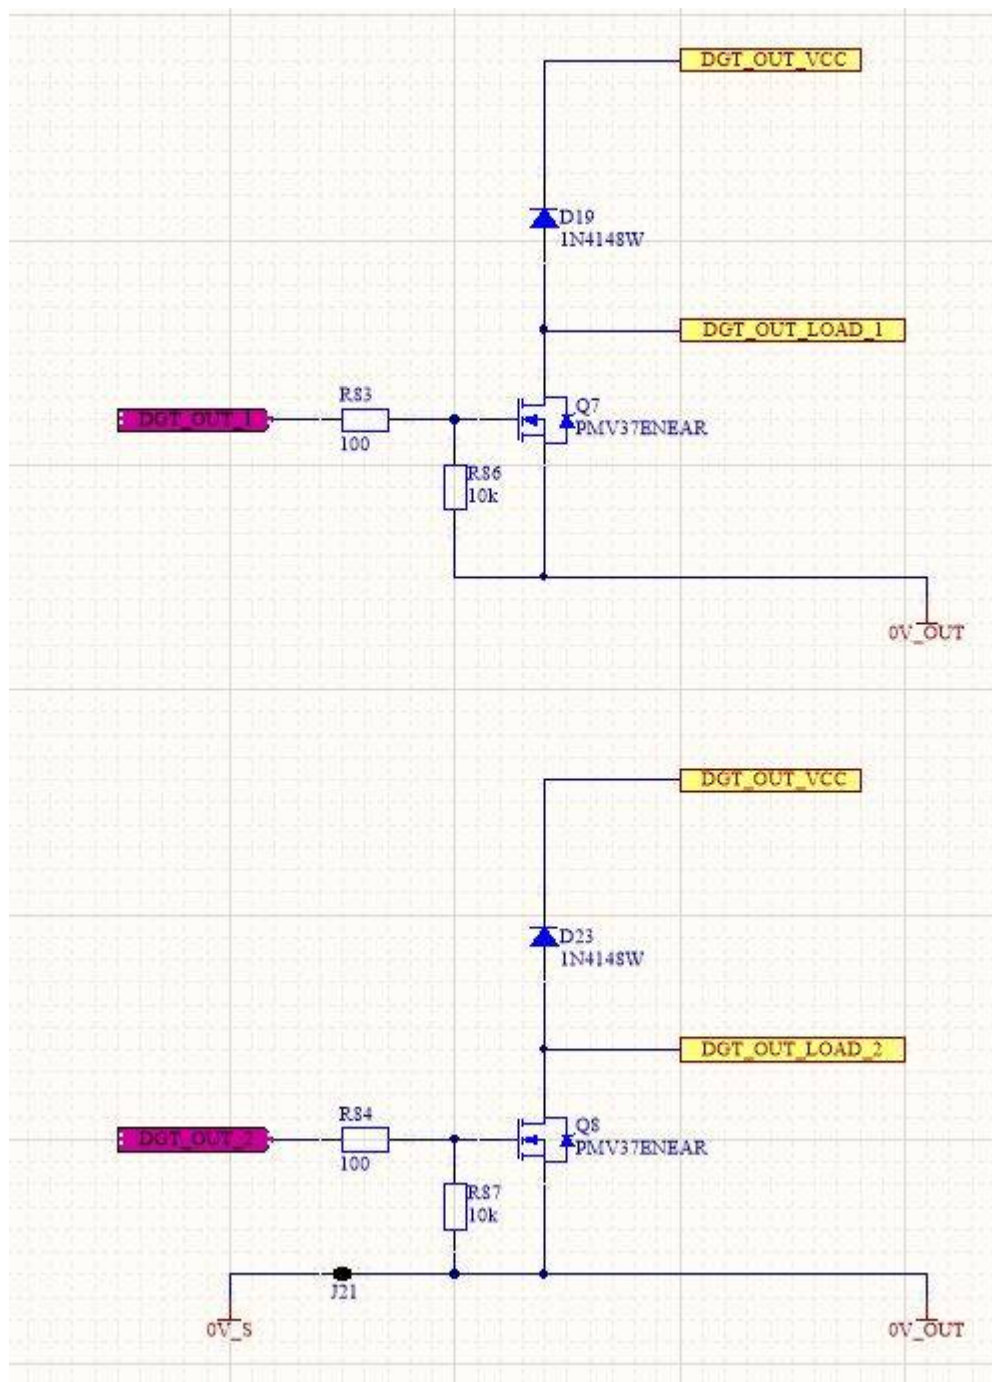 DGT_OUT_VCC
D19
1N4148W
DGT_OUT_LOAD_1
R83
DGT_OUT_1
100
Q7
PMV37ENEAR
R86
10k
0V_OUT
DGT_OUT_VCC
D23
1N4148W
DGT_OUT_LOAD_2
R84
DGT_OUT_2
100
Q8
PMV37ENEAR
R87
10k
J21
0V_S
0V_OUT